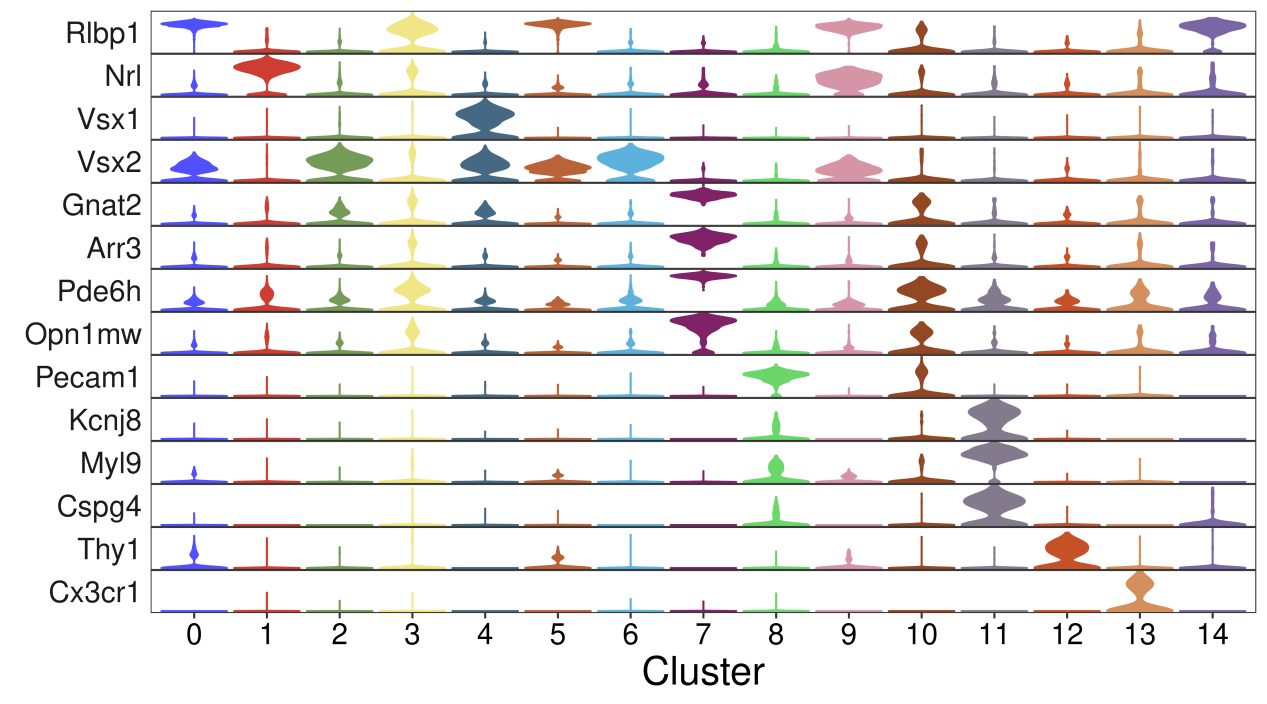 Rlbp1
Nrl
Vsx1
Vsx2
Gnat2
Arr3
Pde6h
Opn1mw
Pecam1
Kcnj8
Myl9
Cspg4
Thy1
Cx3cr1
0 1 2 3 4 5 6 7 8 9 10 11 12 13 14
Cluster